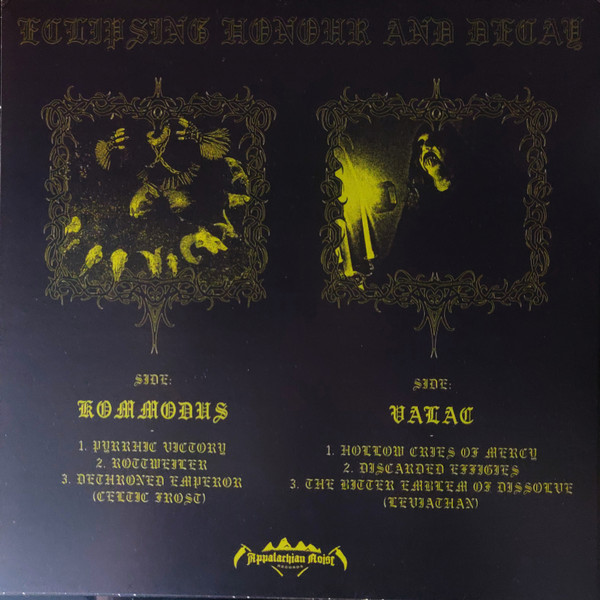 ECLIPSING HONOUR AND DECAY
SIDE:
KOMMODUS
-
1. PYRRHIC VICTORY
2. ROTTWEILER
3. DETHRONED EMPEROR
(CELTIC FROST)
SIDE:
VALAC
-
1. HOLLOW CRIES OF MERCY
2. DISCARDED EFFIGIES
3. THE BITTER EMBLEM OF DISSOLVE
(LEVIATHAN)
Appalachian Noise
RECORDS